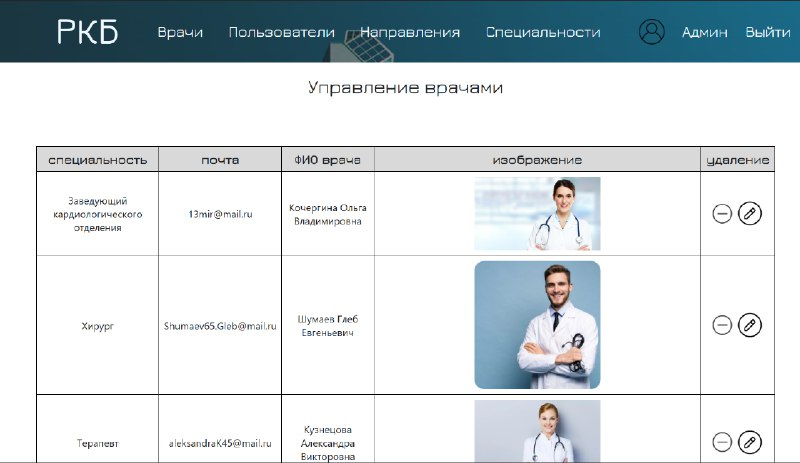 РКБ Врачи Пользователи Направления Специальности Админ Выйти
Управление врачами
специальность почта ФИО врача изображение удаление
Заведующий
кардиологического
отделения
13mir@mail.ru
Кочергина Ольга
Владимировна
Хирург
Shumaev65.Gleb@mail.ru
Шумаев Глеб
Евгеньевич
Терапевт
aleksandraK45@mail.ru
Кузнецова
Александра
Викторовна